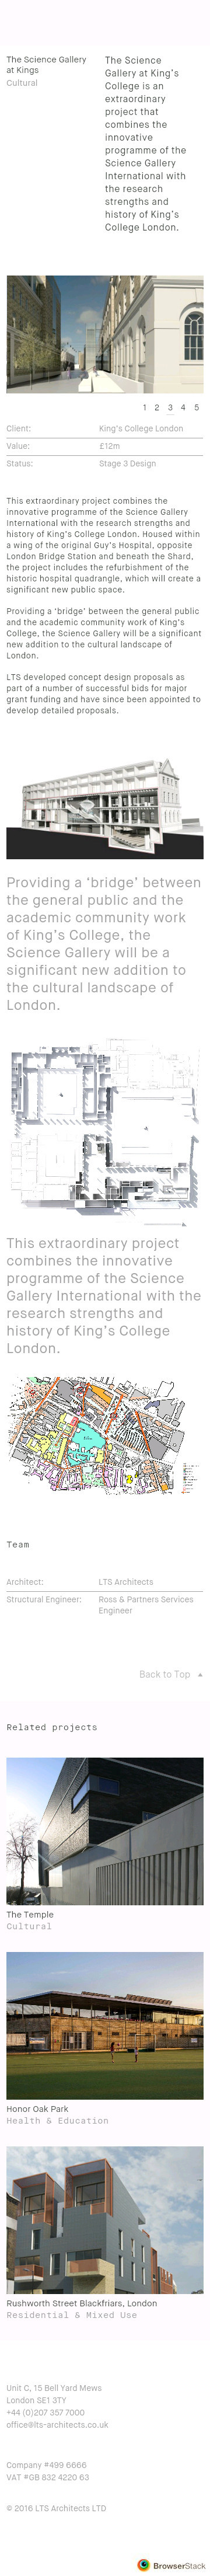 The Science Gallery
at Kings
Cultural
The Science
Gallery at King's
College is an
extraordinary
project that
combines the
innovative
programme of the
Science Gallery
International with
the research
strengths and
history of King's
College London.
1 2 3 4 5
Client: King's College London
Value: £12m
Status: Stage 3 Design
This extraordinary project combines the
innovative programme of the Science Gallery
International with the research strengths and
history of King's College London. Housed within
a wing of the original Guy's Hospital, opposite
London Bridge Station and beneath the Shard,
the project includes the refurbishment of the
historic hospital quadrangle, which will create a
significant new public space.
Providing a 'bridge' between the general public
and the academic community work of King's
College, the Science Gallery will be a significant
new addition to the cultural landscape of
London.
LTS developed concept design proposals as
part of a number of successful bids for major
grant funding and have since been appointed to
develop detailed proposals.
Providing a 'bridge' between
the general public and the
academic community work
of King's College, the
Science Gallery will be a
significant new addition to
the cultural landscape of
London.
This extraordinary project
combines the innovative
programme of the Science
Gallery International with the
research strengths and
history of King's College
London.
Team
Architect: LTS Architects
Structural Engineer: Ross & Partners Services
Engineer
Back to Top
Related projects
The Temple
Cultural
Honor Oak Park
Health & Education
Rushworth Street Blackfriars, London
Residential & Mixed Use
Unit C, 15 Bell Yard Mews
London SE1 3TY
+44 (0)207 357 7000
office@lts-architects.co.uk
Company #499 6666
VAT #GB 832 4220 63
© 2016 LTS Architects LTD
BrowserStack